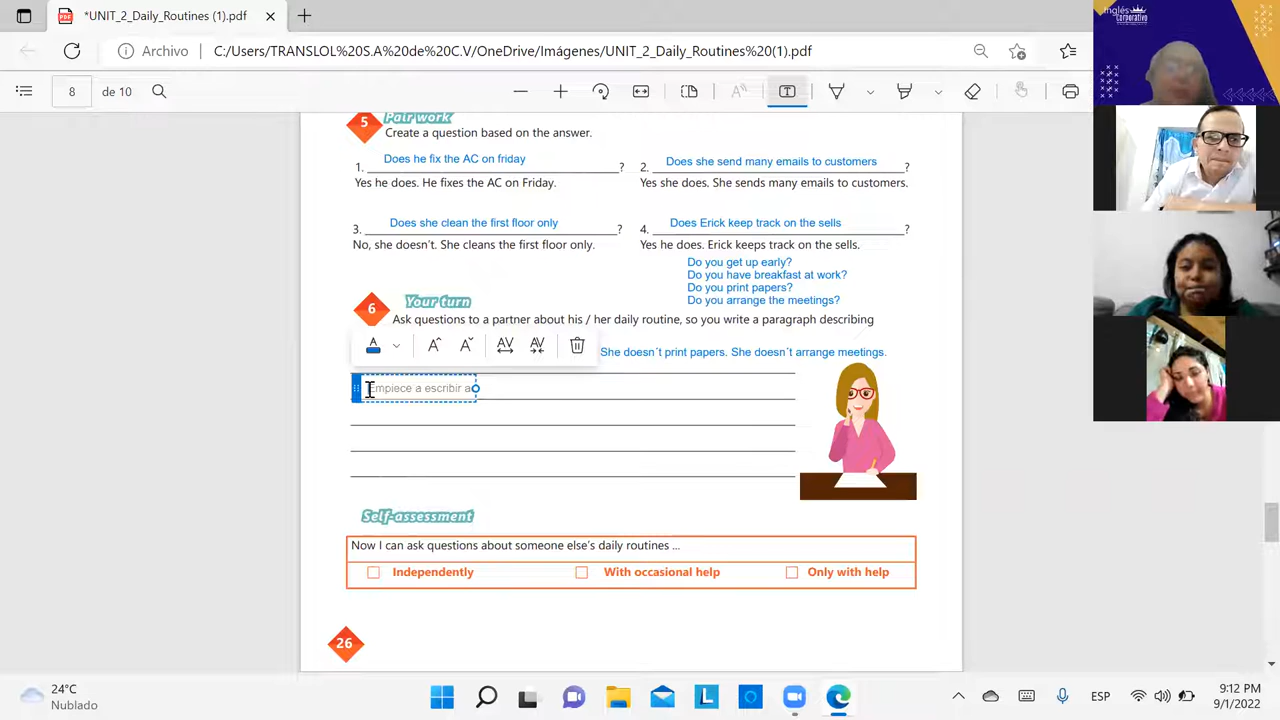 *UNIT_2_Daily_Routines (1).pdf
Archivo
C:/Users/TRANSLOL%20S.A%20de%20C.V/OneDrive/Imágenes/UNIT_2_Daily_Routines%20(1).pdf
8 de 10
Inglés
Corporativo
5 Pair work
Create a question based on the answer.
1. Does he fix the AC on friday ?
Yes he does. He fixes the AC on Friday.
2. Does she send many emails to customers ?
Yes she does. She sends many emails to customers.
3. Does she clean the first floor only ?
No, she doesn´t. She cleans the first floor only.
4. Does Erick keep track on the sells ?
Yes he does. Erick keeps track on the sells.
Do you get up early?
Do you have breakfast at work?
Do you print papers?
Do you arrange the meetings?
6 Your turn
Ask questions to a partner about his / her daily routine, so you write a paragraph describing
She doesn´t print papers. She doesn´t arrange meetings.
Empiece a escribir a
Self-assessment
Now I can ask questions about someone else's daily routines ...
Independently
With occasional help
Only with help
26
24°C
Nublado
ESP
9:12 PM
9/1/2022